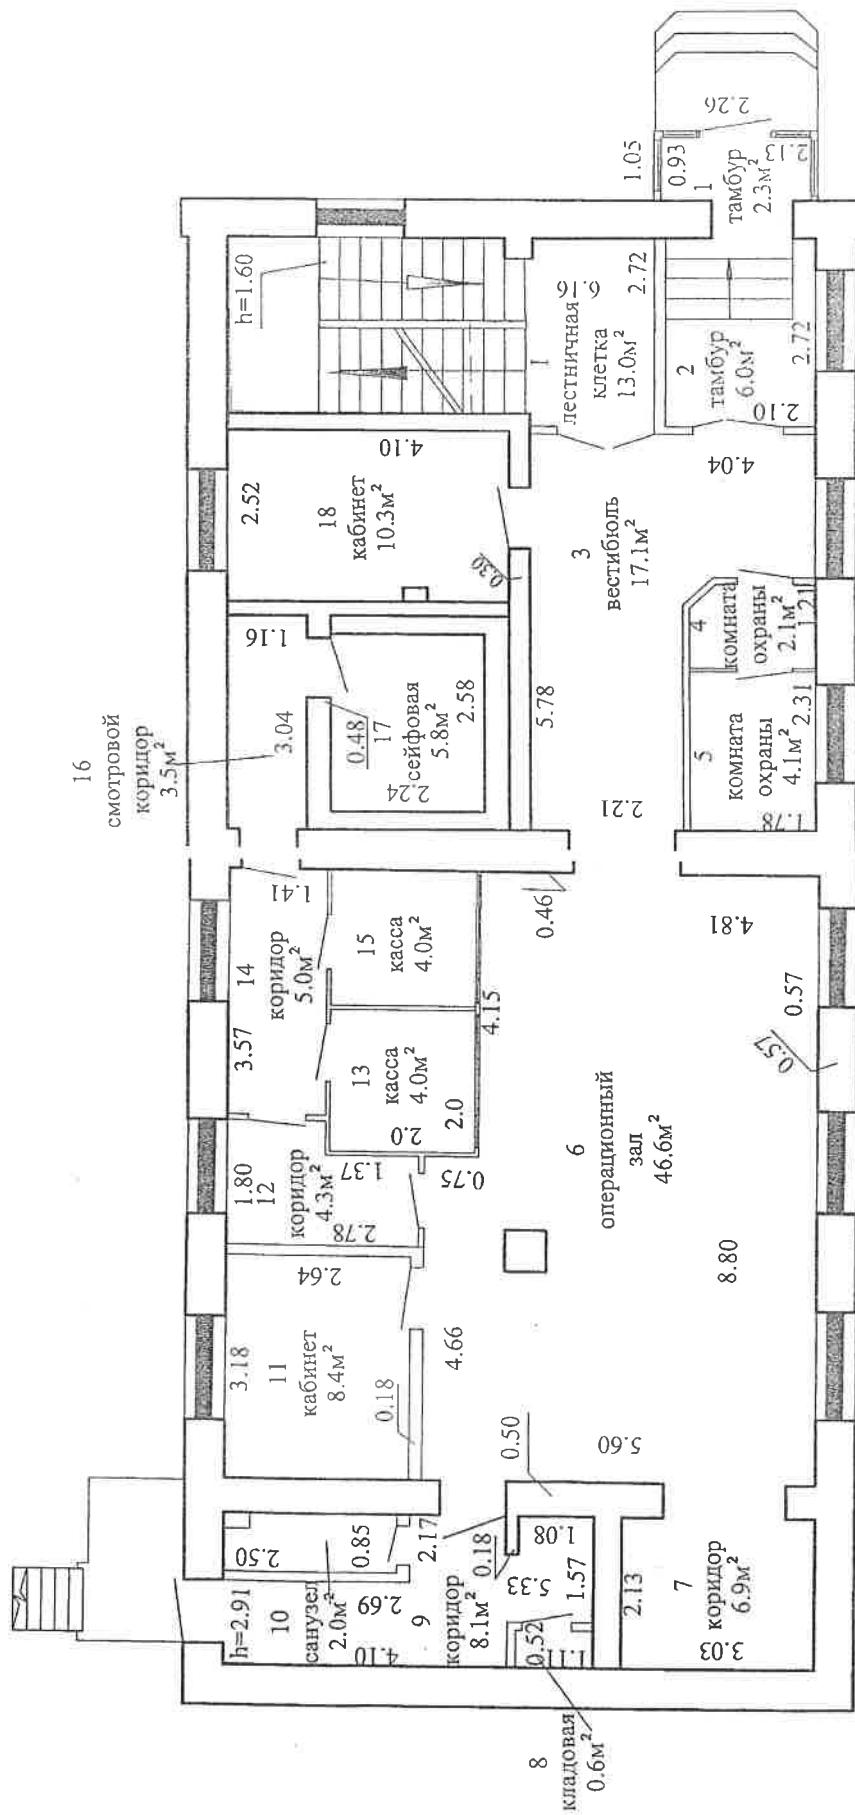 16
смотровой
коридор
3.5м²
h=1.60
2.26
1.05
0.93
1
тамбур
2.3м²
2.13
2.52
18
кабинет
10.3м²
4.10
6.16
I
лестничная
клетка
13.0м²
2.72
2
тамбур
6.0м²
2.72
2.10
1.16
3.04
0.48
17
сейфовая
5.8м²
2.58
2.24
0.30
3
вестибюль
17.1м²
4.04
5.78
2.21
4
комната
охраны
2.1м²
1.21
5
комната
охраны
4.1м²
2.31
1.78
1.41
14
коридор
5.0м²
3.57
15
касса
4.0м²
13
касса
4.0м²
2.0
2.0
4.15
0.46
4.81
0.57
0.57
1.80
12
коридор
4.3м²
1.37
2.78
0.75
6
операционный
зал
46.6м²
8.80
5.60
2.64
3.18
11
кабинет
8.4м²
0.18
4.66
0.50
2.50
0.85
2.17
h=2.91
10
санузел
2.0м²
2.69
4.10
9
коридор
8.1м²
0.18
5.33
1.08
1.57
0.52
1.11
8
кладовая
0.6м²
2.13
7
коридор
6.9м²
3.03